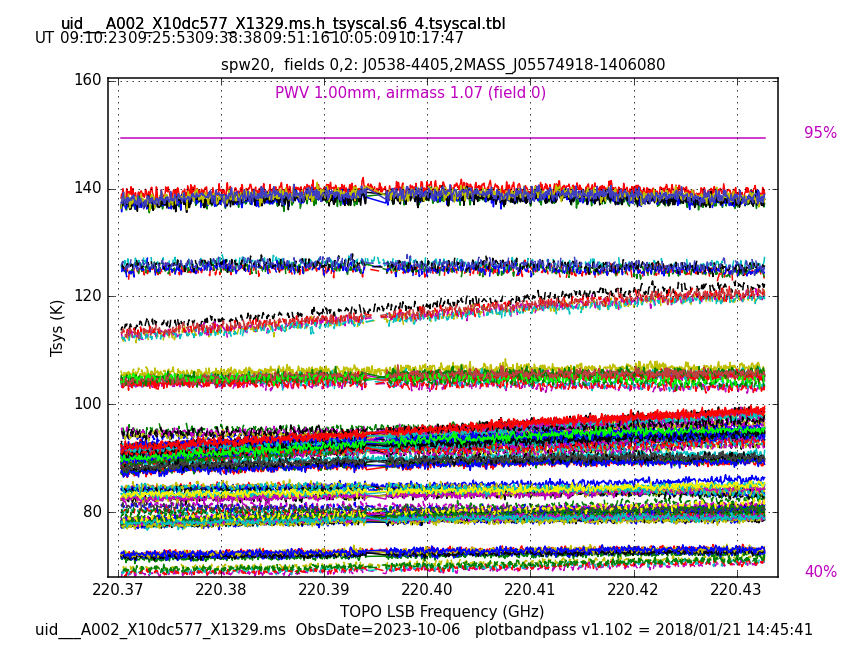 uid___A002_X10dc577_X1329.ms.h_tsyscal.s6_4.tsyscal.tbl
UT 09:10:23 09:25:53 09:38:38 09:51:16 10:05:09 10:17:47
spw20,  fields 0,2: J0538-4405,2MASS_J05574918-1406080
PWV 1.00mm, airmass 1.07 (field 0)
160
95%
140
120
Tsys (K)
100
80
40%
220.37 220.38 220.39 220.40 220.41 220.42 220.43
TOPO LSB Frequency (GHz)
uid___A002_X10dc577_X1329.ms  ObsDate=2023-10-06   plotbandpass v1.102 = 2018/01/21 14:45:41